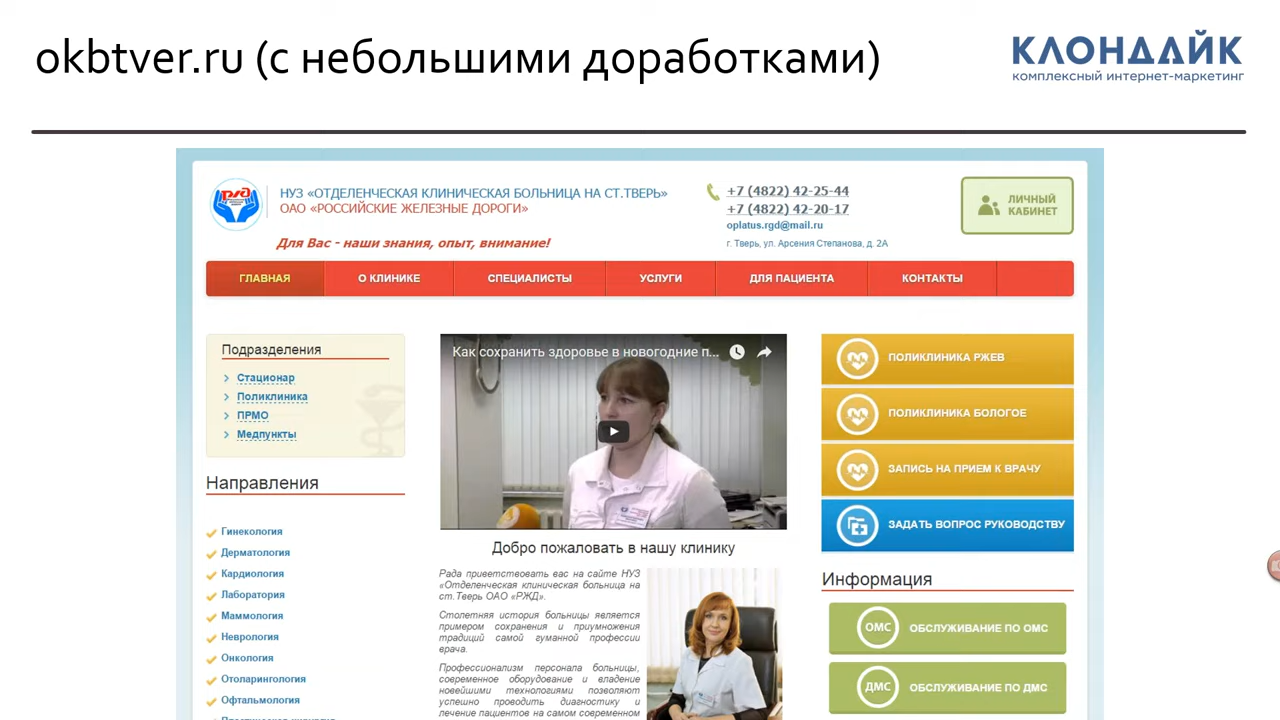 okbtver.ru (с небольшими доработками)
КЛОНДАЙК
комплексный интернет-маркетинг
РЖД
НУЗ «ОТДЕЛЕНЧЕСКАЯ КЛИНИЧЕСКАЯ БОЛЬНИЦА НА СТ.ТВЕРЬ»
ОАО «РОССИЙСКИЕ ЖЕЛЕЗНЫЕ ДОРОГИ»
Для Вас - наши знания, опыт, внимание!
+7 (4822) 42-25-44
+7 (4822) 42-20-17
oplatus.rgd@mail.ru
г. Тверь, ул. Арсения Степанова, д. 2А
ЛИЧНЫЙ
КАБИНЕТ
ГЛАВНАЯ
О КЛИНИКЕ
СПЕЦИАЛИСТЫ
УСЛУГИ
ДЛЯ ПАЦИЕНТА
КОНТАКТЫ
Подразделения
Стационар
Поликлиника
ПРМО
Медпункты
Направления
Гинекология
Дерматология
Кардиология
Лаборатория
Маммология
Неврология
Онкология
Отоларингология
Офтальмология
Как сохранить здоровье в новогодние п...
Добро пожаловать в нашу клинику
Рада приветствовать вас на сайте НУЗ
«Отделенческая клиническая больница на
ст.Тверь ОАО «РЖД».
Столетняя история больницы является
примером сохранения и приумножения
традиций самой гуманной профессии
врача.
Профессионализм персонала больницы,
современное оборудование и владение
новейшими технологиями позволяют
успешно проводить диагностику и
лечение пациентов на самом современном
ПОЛИКЛИНИКА РЖЕВ
ПОЛИКЛИНИКА БОЛОГОЕ
ЗАПИСЬ НА ПРИЕМ К ВРАЧУ
ЗАДАТЬ ВОПРОС РУКОВОДСТВУ
Информация
ОМС ОБСЛУЖИВАНИЕ ПО ОМС
ДМС ОБСЛУЖИВАНИЕ ПО ДМС